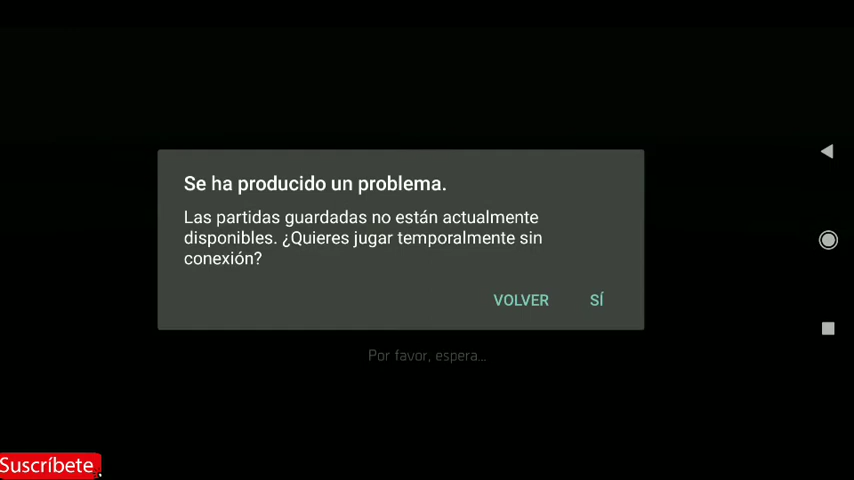 Se ha producido un problema.
Las partidas guardadas no están actualmente
disponibles. ¿Quieres jugar temporalmente sin
conexión?
VOLVER SÍ
Por favor, espera...
Suscríbete